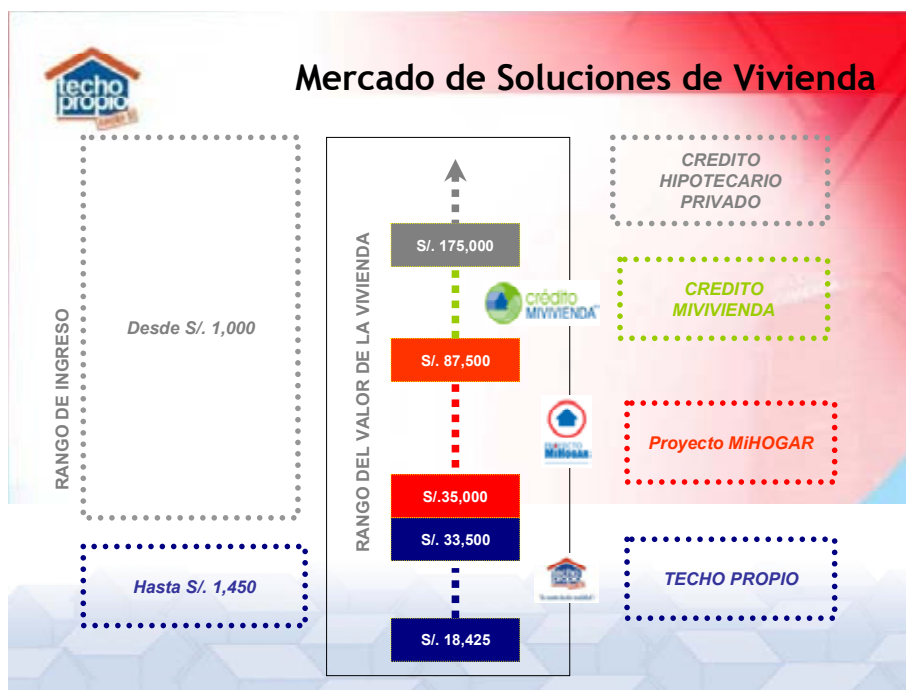 techo
propio
Mercado de Soluciones de Vivienda
RANGO DE INGRESO
Desde S/. 1,000
Hasta S/. 1,450
RANGO DEL VALOR DE LA VIVIENDA
S/. 175,000
crédito
MIVIVIENDA
S/. 87,500
PROYECTO
MiHOGAR
S/.35,000
S/. 33,500
S/. 18,425
CREDITO
HIPOTECARIO
PRIVADO
CREDITO
MIVIVIENDA
Proyecto MiHOGAR
TECHO PROPIO